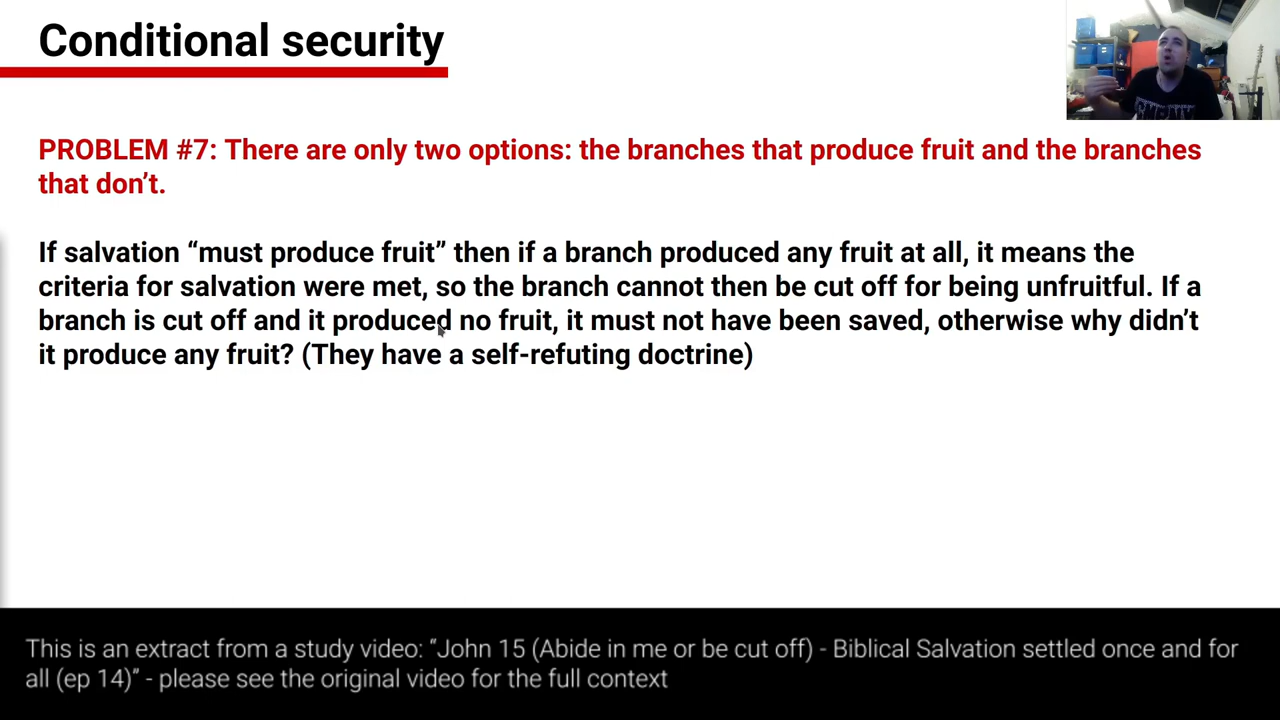 Conditional security
PROBLEM #7: There are only two options: the branches that produce fruit and the branches
that don’t.
If salvation “must produce fruit” then if a branch produced any fruit at all, it means the
criteria for salvation were met, so the branch cannot then be cut off for being unfruitful. If a
branch is cut off and it produced no fruit, it must not have been saved, otherwise why didn’t
it produce any fruit? (They have a self-refuting doctrine)
This is an extract from a study video: “John 15 (Abide in me or be cut off) - Biblical Salvation settled once and for
all (ep 14)” - please see the original video for the full context